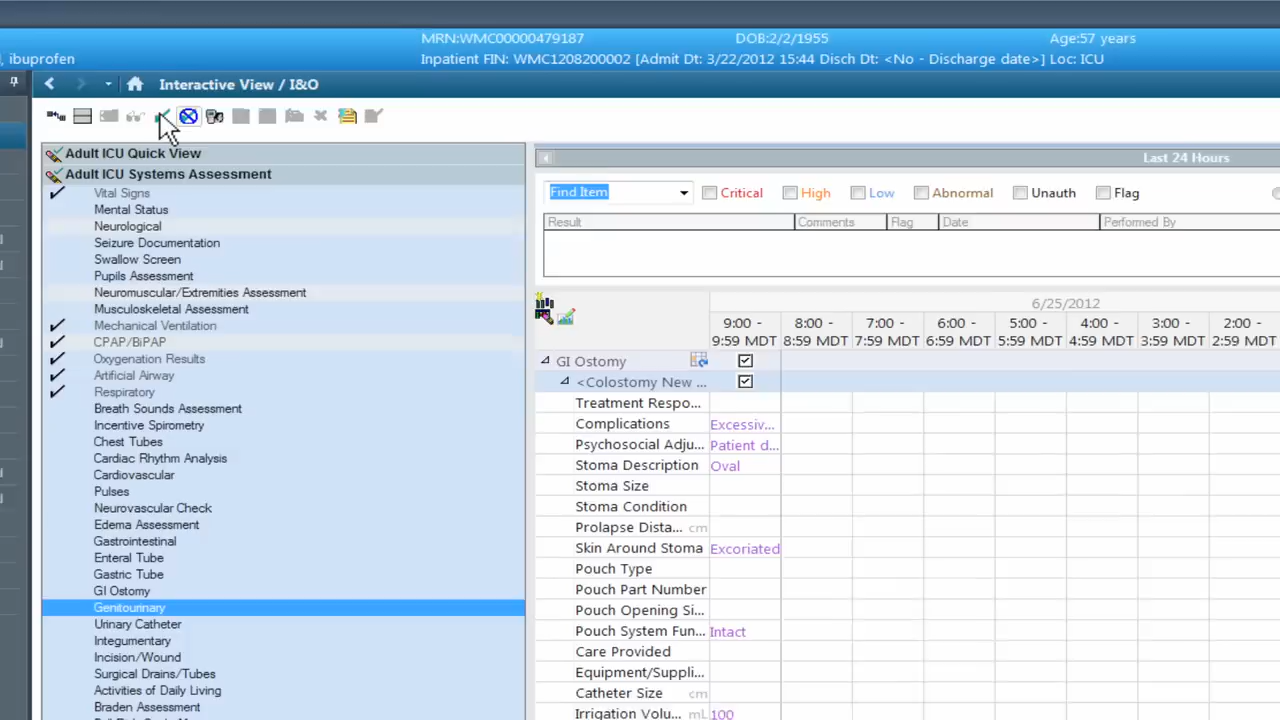 MRN:WMC00000479187 DOB:2/2/1955 Age:57 years
, ibuprofen Inpatient FIN: WMC1208200002 [Admit Dt: 3/22/2012 15:44 Disch Dt: <No - Discharge date>] Loc: ICU
Interactive View / I&O
Adult ICU Quick View
Adult ICU Systems Assessment
Vital Signs
Mental Status
Neurological
Seizure Documentation
Swallow Screen
Pupils Assessment
Neuromuscular/Extremities Assessment
Musculoskeletal Assessment
Mechanical Ventilation
CPAP/BiPAP
Oxygenation Results
Artificial Airway
Respiratory
Breath Sounds Assessment
Incentive Spirometry
Chest Tubes
Cardiac Rhythm Analysis
Cardiovascular
Pulses
Neurovascular Check
Edema Assessment
Gastrointestinal
Enteral Tube
Gastric Tube
GI Ostomy
Genitourinary
Urinary Catheter
Integumentary
Incision/Wound
Surgical Drains/Tubes
Activities of Daily Living
Braden Assessment
Last 24 Hours
Find Item Critical High Low Abnormal Unauth Flag
Result Comments Flag Date Performed By
6/25/2012
9:00 - 8:00 - 7:00 - 6:00 - 5:00 - 4:00 - 3:00 - 2:00 -
9:59 MDT 8:59 MDT 7:59 MDT 6:59 MDT 5:59 MDT 4:59 MDT 3:59 MDT 2:59 MDT
GI Ostomy
<Colostomy New ...
Treatment Respo...
Complications Excessiv...
Psychosocial Adju... Patient d...
Stoma Description Oval
Stoma Size
Stoma Condition
Prolapse Dista... cm
Skin Around Stoma Excoriated
Pouch Type
Pouch Part Number
Pouch Opening Si...
Pouch System Fun... Intact
Care Provided
Equipment/Suppli...
Catheter Size cm
Irrigation Volu... mL 100